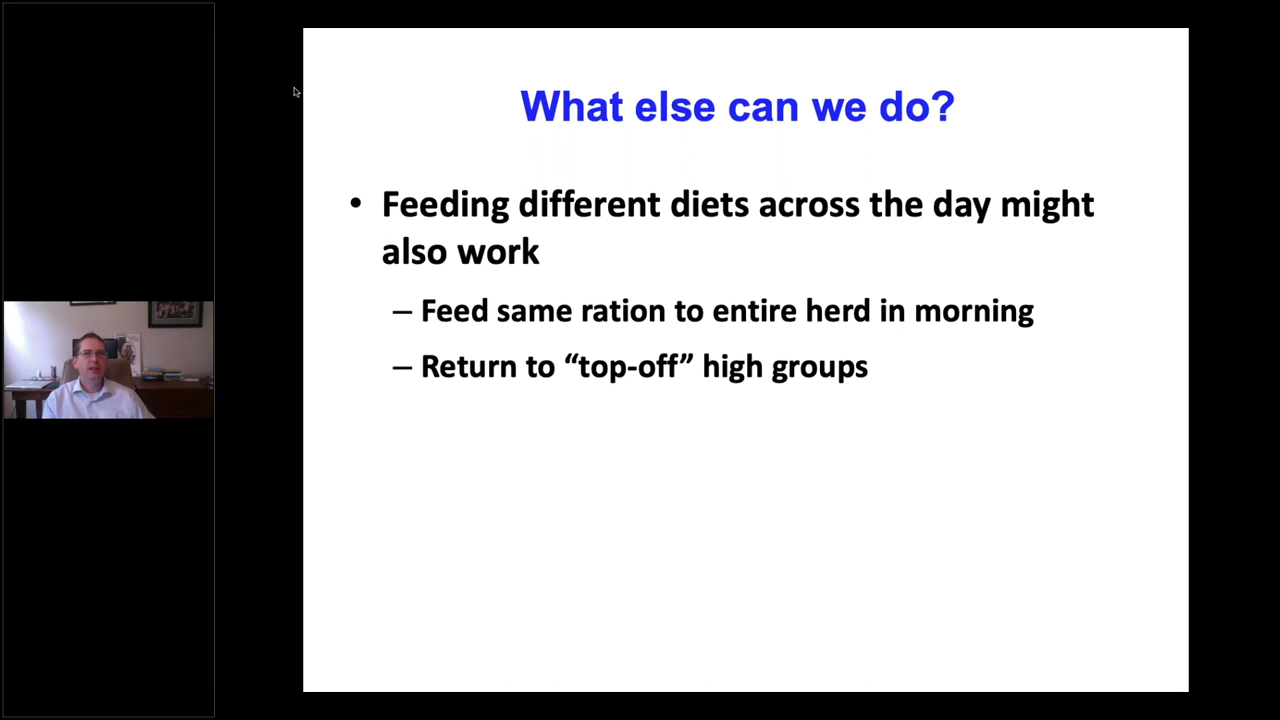 What else can we do?
• Feeding different diets across the day might
also work
– Feed same ration to entire herd in morning
– Return to “top-off” high groups